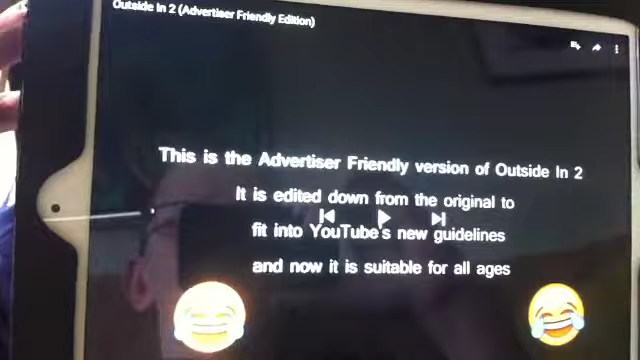 Outside In 2 (Advertiser Friendly Edition)
This is the Advertiser Friendly version of Outside In 2
It is edited down from the original to
fit into YouTube's new guidelines
and now it is suitable for all ages